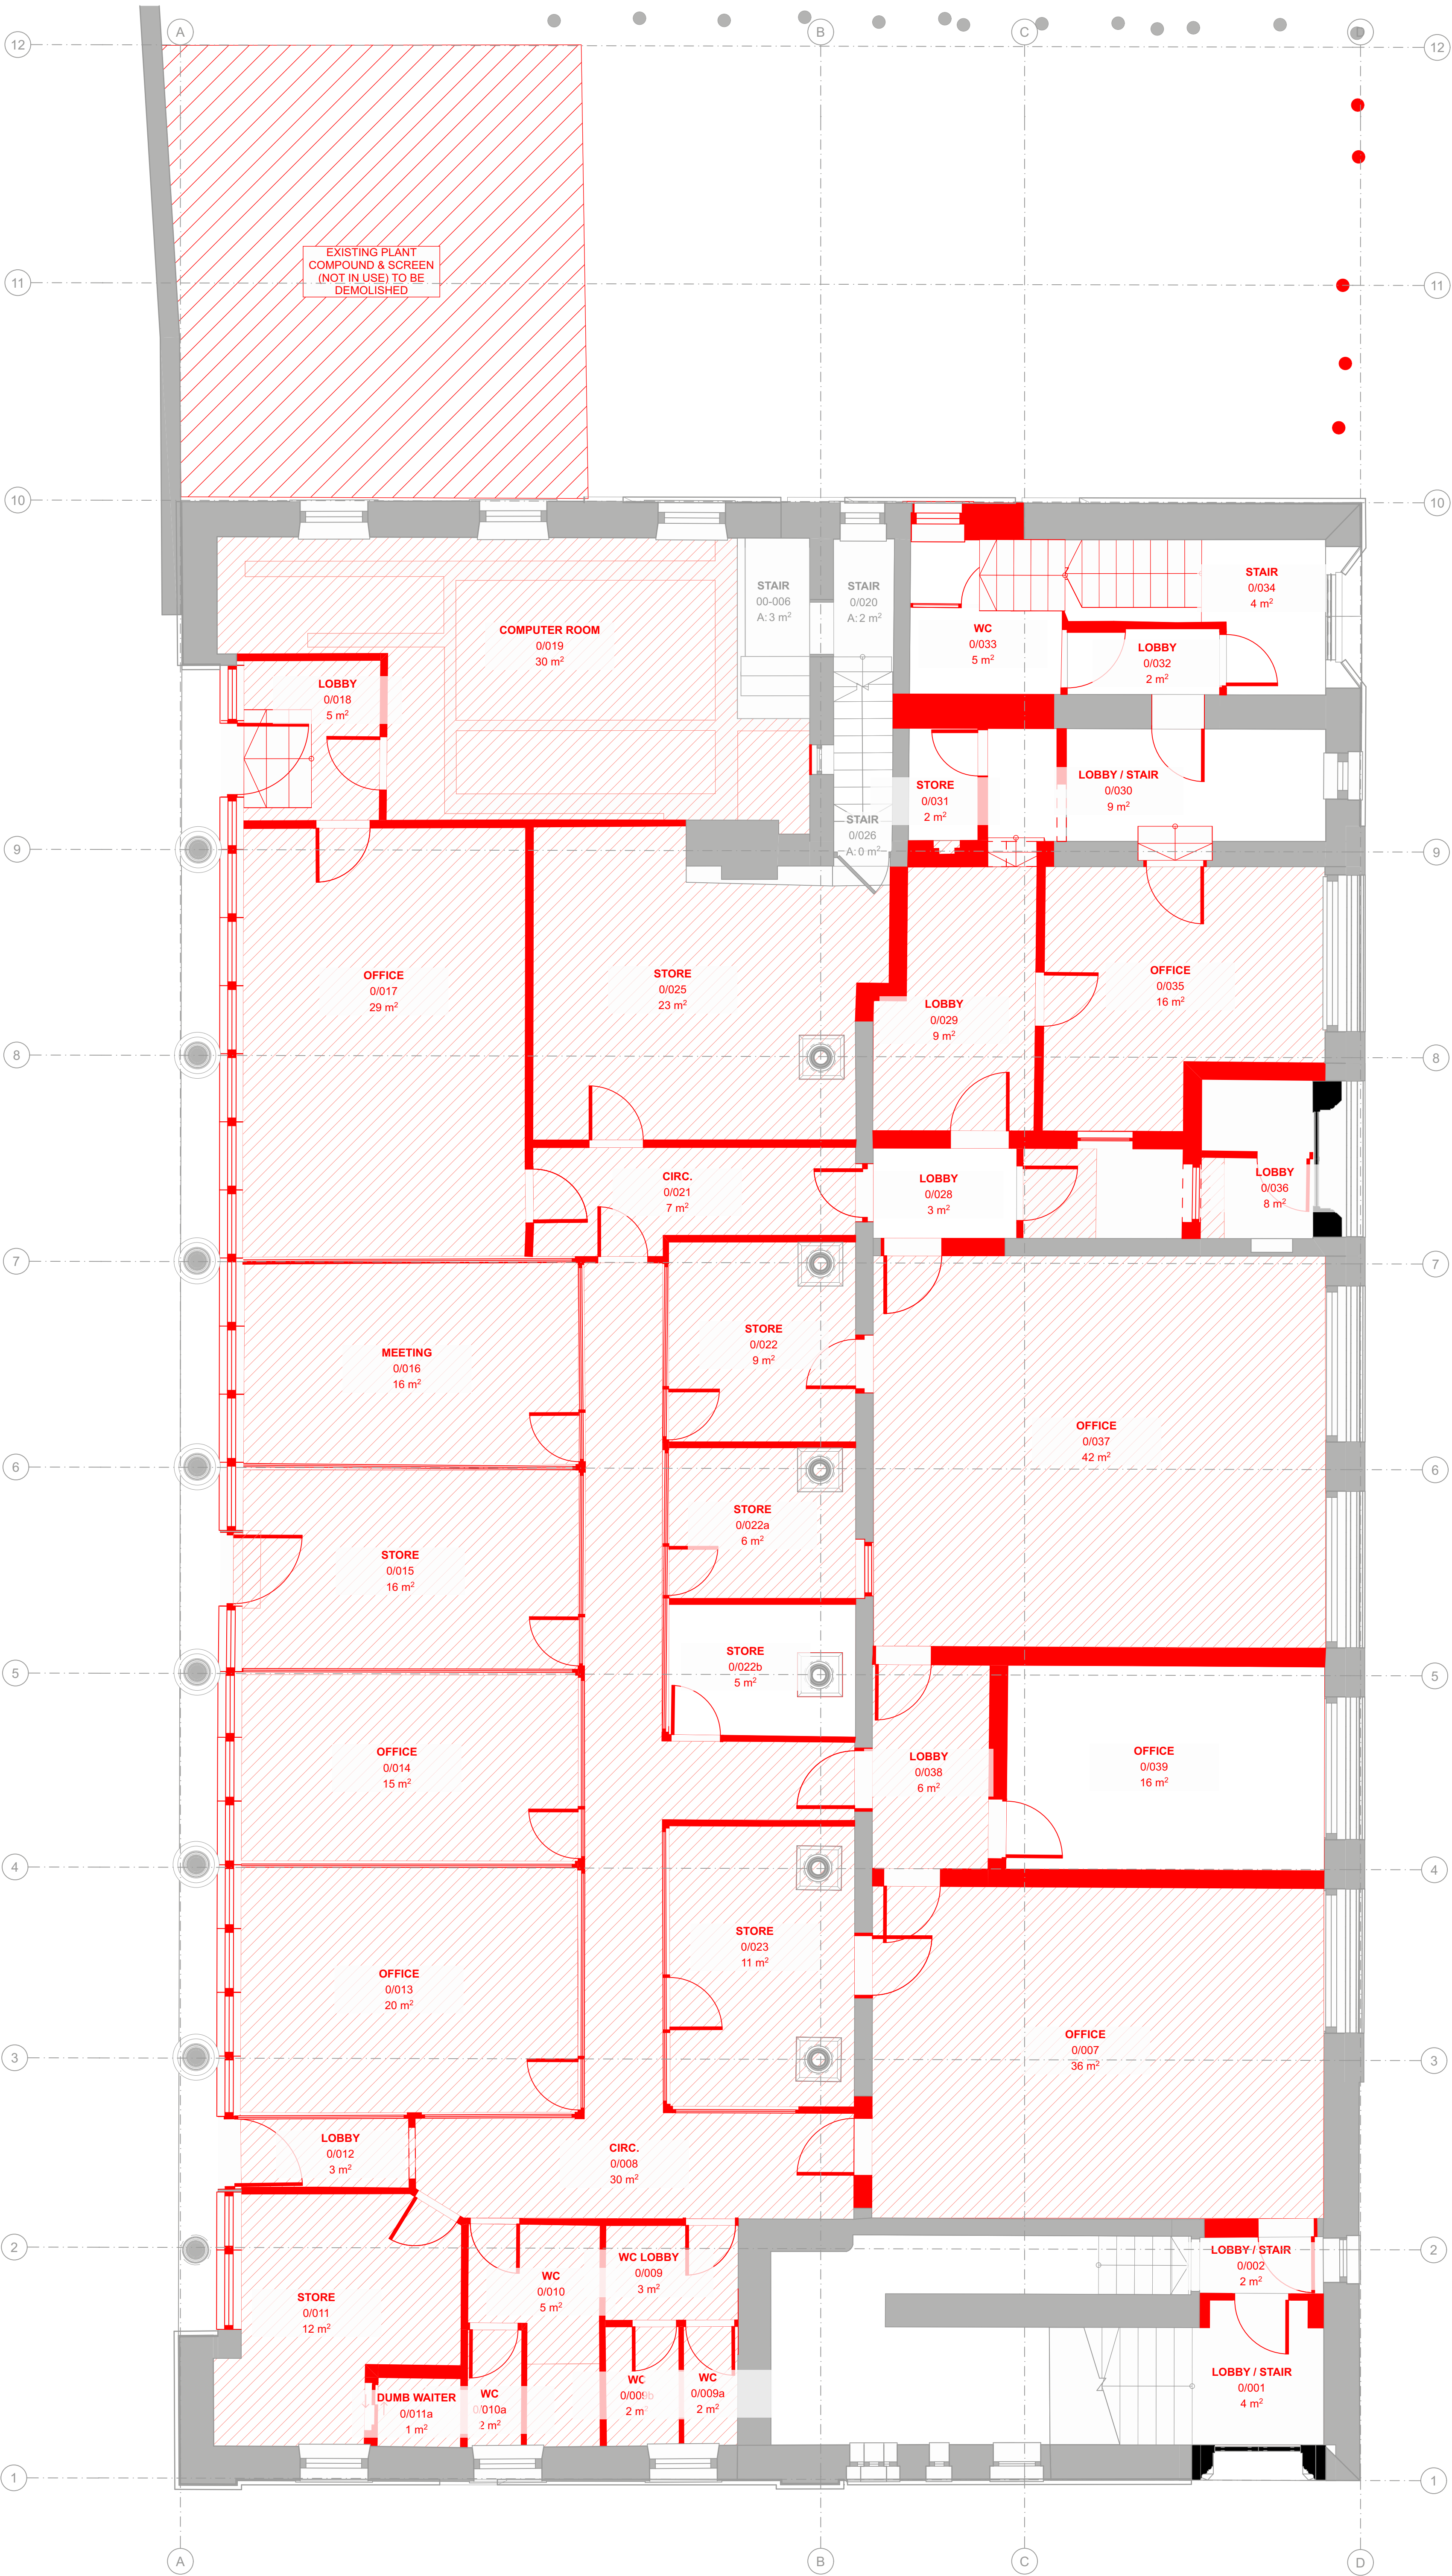 A
B
C
D
12
12
EXISTING PLANT
COMPOUND & SCREEN
(NOT IN USE) TO BE
DEMOLISHED
11
11
10
10
STAIR
00-006
A: 3 m²
STAIR
0/020
A: 2 m²
STAIR
0/034
4 m²
COMPUTER ROOM
0/019
30 m²
WC
0/033
5 m²
LOBBY
0/032
2 m²
LOBBY
0/018
5 m²
STORE
0/031
2 m²
LOBBY / STAIR
0/030
9 m²
STAIR
0/026
A: 0 m²
9
9
OFFICE
0/017
29 m²
STORE
0/025
23 m²
LOBBY
0/029
9 m²
OFFICE
0/035
16 m²
8
8
CIRC.
0/021
7 m²
LOBBY
0/028
3 m²
LOBBY
0/036
8 m²
7
7
MEETING
0/016
16 m²
STORE
0/022
9 m²
OFFICE
0/037
42 m²
6
6
STORE
0/015
16 m²
STORE
0/022a
6 m²
STORE
0/022b
5 m²
5
5
OFFICE
0/014
15 m²
LOBBY
0/038
6 m²
OFFICE
0/039
16 m²
4
4
OFFICE
0/013
20 m²
STORE
0/023
11 m²
OFFICE
0/007
36 m²
3
3
LOBBY
0/012
3 m²
CIRC.
0/008
30 m²
2
2
STORE
0/011
12 m²
WC
0/010
5 m²
WC LOBBY
0/009
3 m²
LOBBY / STAIR
0/002
2 m²
DUMB WAITER
0/011a
1 m²
WC
0/010a
2 m²
WC
0/009b
2 m²
WC
0/009a
2 m²
LOBBY / STAIR
0/001
4 m²
1
1
A
B
C
D